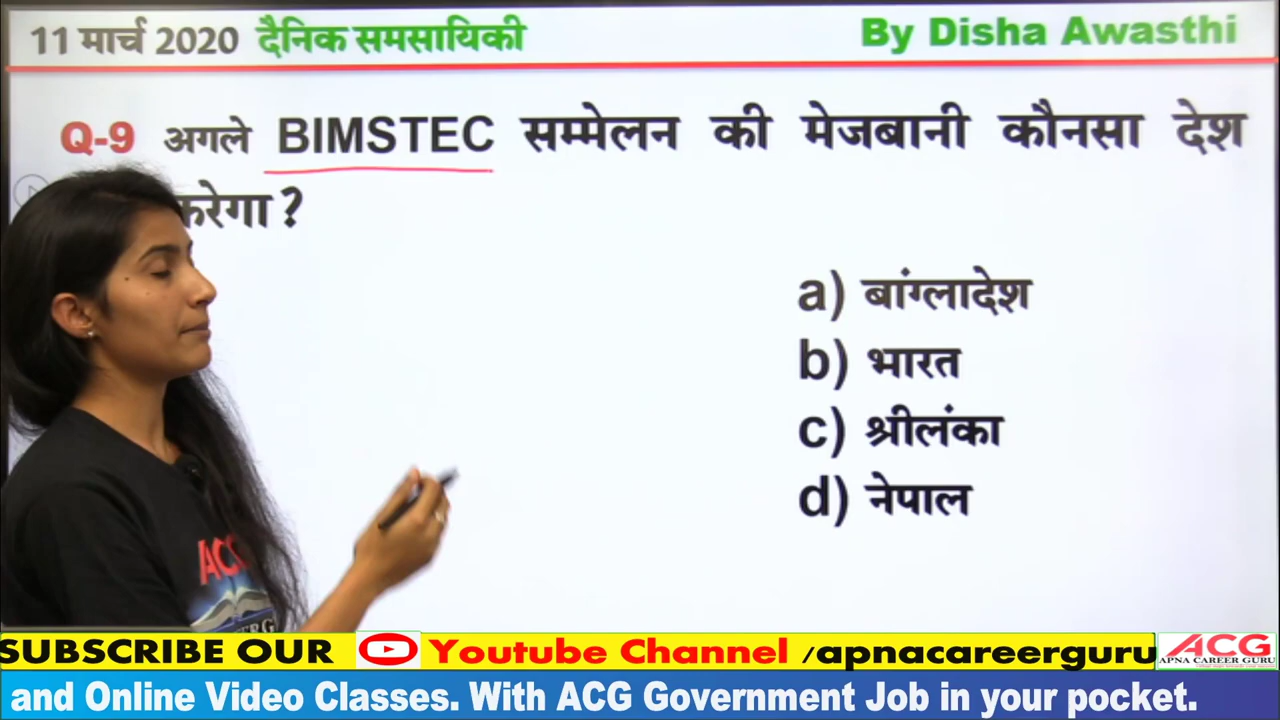 11 मार्च 2020 दैनिक समसायिकी
By Disha Awasthi
Q-9 अगले BIMSTEC सम्मेलन की मेजबानी कौनसा देश
करेगा ?
a) बांग्लादेश
b) भारत
c) श्रीलंका
d) नेपाल
ACG
SUBSCRIBE OUR Youtube Channel /apnacareerguru
ACG
APNA CAREER GURU
and Online Video Classes. With ACG Government Job in your pocket.